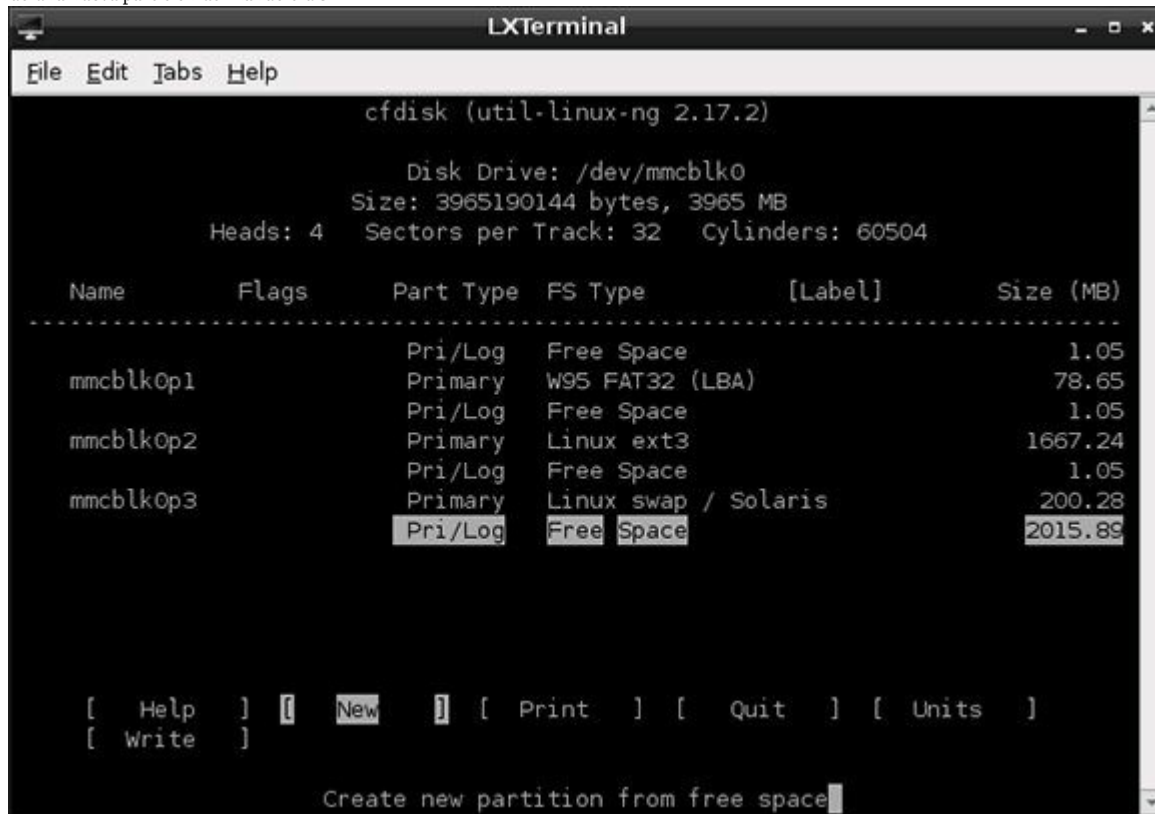 LXTerminal
File Edit Tabs Help
cfdisk (util-linux-ng 2.17.2)
Disk Drive: /dev/mmcblk0
Size: 3965190144 bytes, 3965 MB
Heads: 4 Sectors per Track: 32 Cylinders: 60504
Name Flags Part Type FS Type [Label] Size (MB)
Pri/Log Free Space 1.05
mmcblk0p1 Primary W95 FAT32 (LBA) 78.65
Pri/Log Free Space 1.05
mmcblk0p2 Primary Linux ext3 1667.24
Pri/Log Free Space 1.05
mmcblk0p3 Primary Linux swap / Solaris 200.28
Pri/Log Free Space 2015.89
[ Help ] [ New ] [ Print ] [ Quit ] [ Units ]
[ Write ]
Create new partition from free space